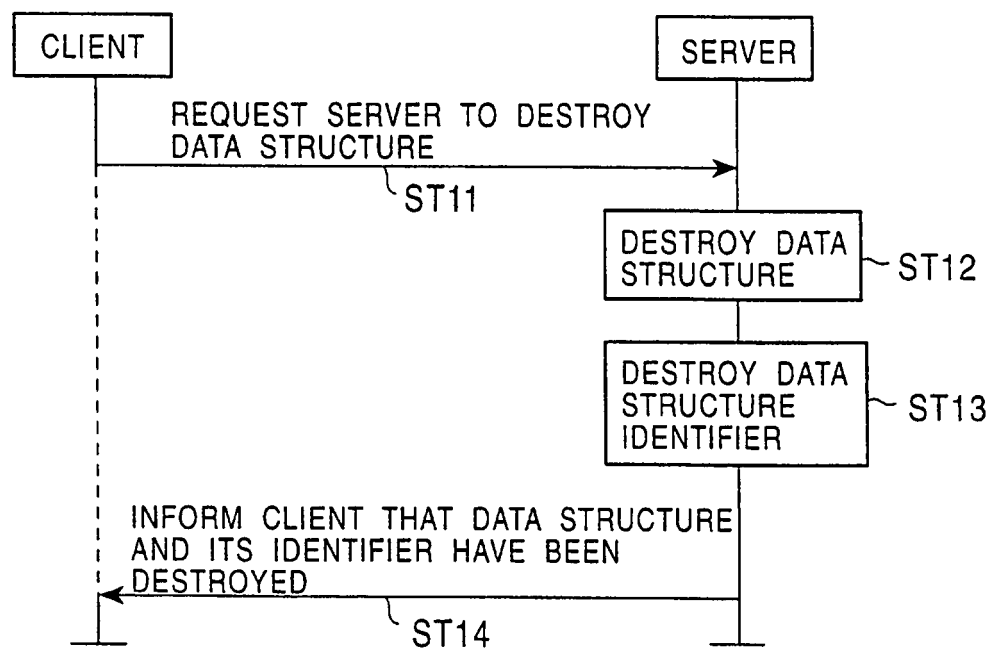 CLIENT
SERVER
REQUEST SERVER TO DESTROY
DATA STRUCTURE
ST11
DESTROY DATA
STRUCTURE
ST12
DESTROY DATA
STRUCTURE
IDENTIFIER
ST13
INFORM CLIENT THAT DATA STRUCTURE
AND ITS IDENTIFIER HAVE BEEN
DESTROYED
ST14